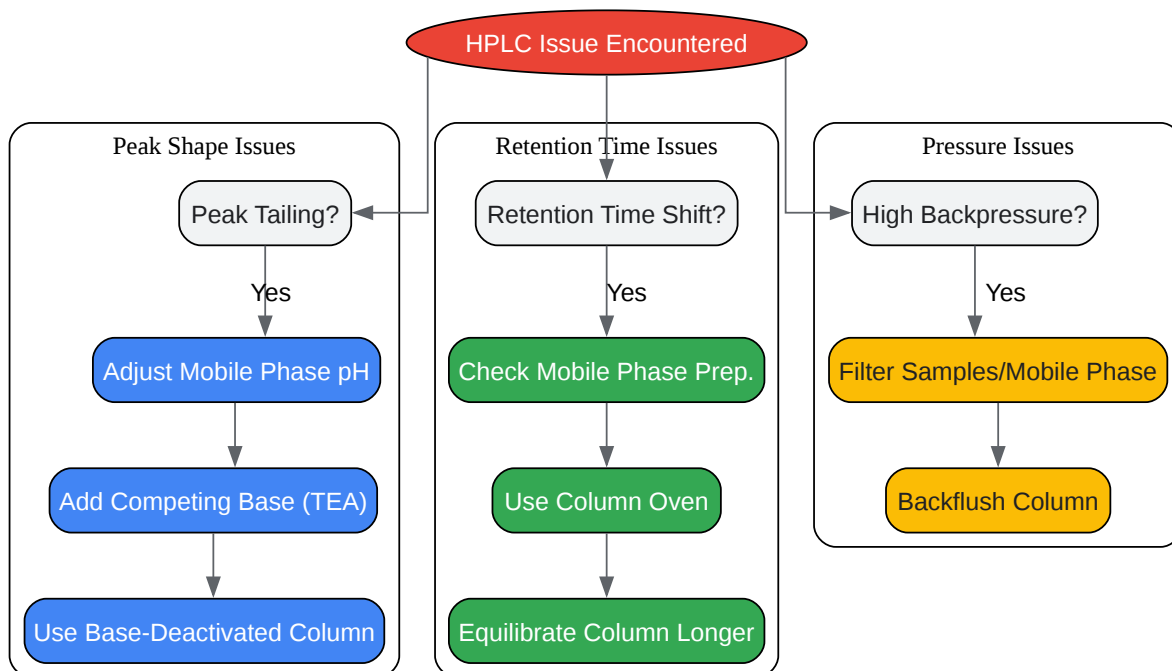 HPLC Issue Encountered
Peak Shape Issues
Peak Tailing?
Yes
Adjust Mobile Phase pH
Add Competing Base (TEA)
Use Base-Deactivated Column
Retention Time Issues
Retention Time Shift?
Yes
Check Mobile Phase Prep.
Use Column Oven
Equilibrate Column Longer
Pressure Issues
High Backpressure?
Yes
Filter Samples/Mobile Phase
Backflush Column